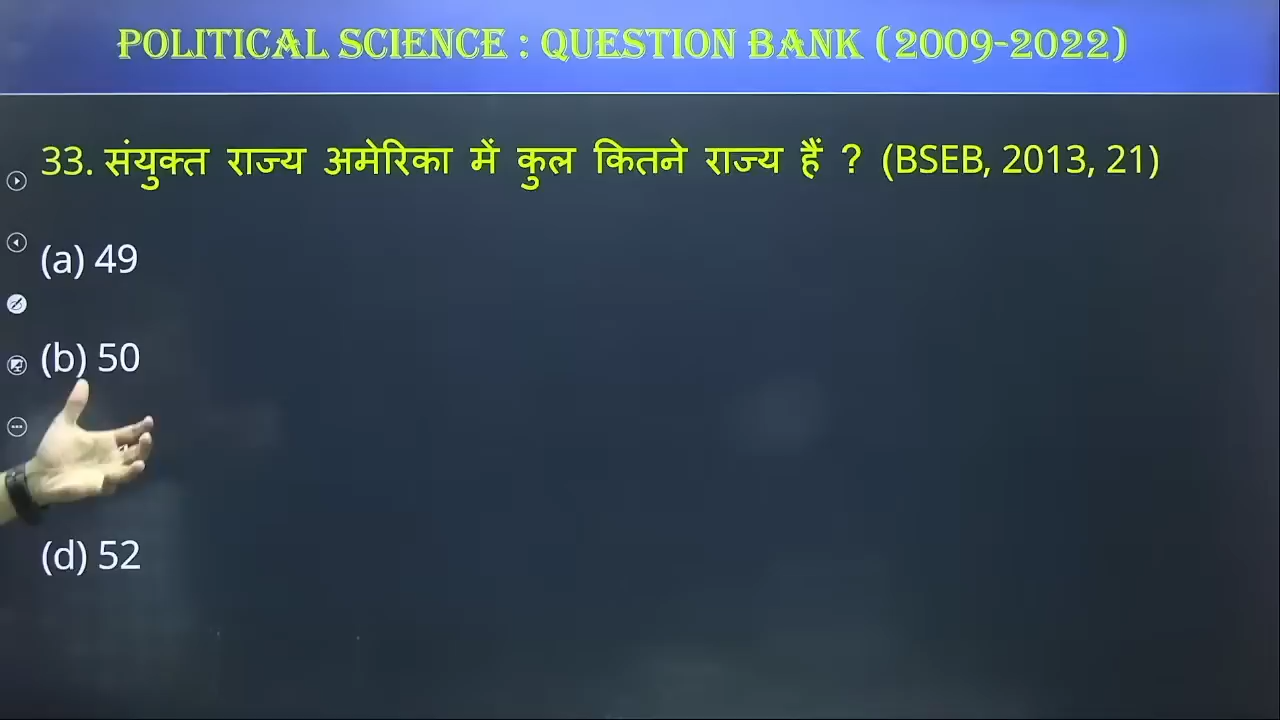 POLITICAL SCIENCE : QUESTION BANK (2009-2022)
33. संयुक्त राज्य अमेरिका में कुल कितने राज्य हैं ? (BSEB, 2013, 21)
(a) 49
(b) 50
(d) 52